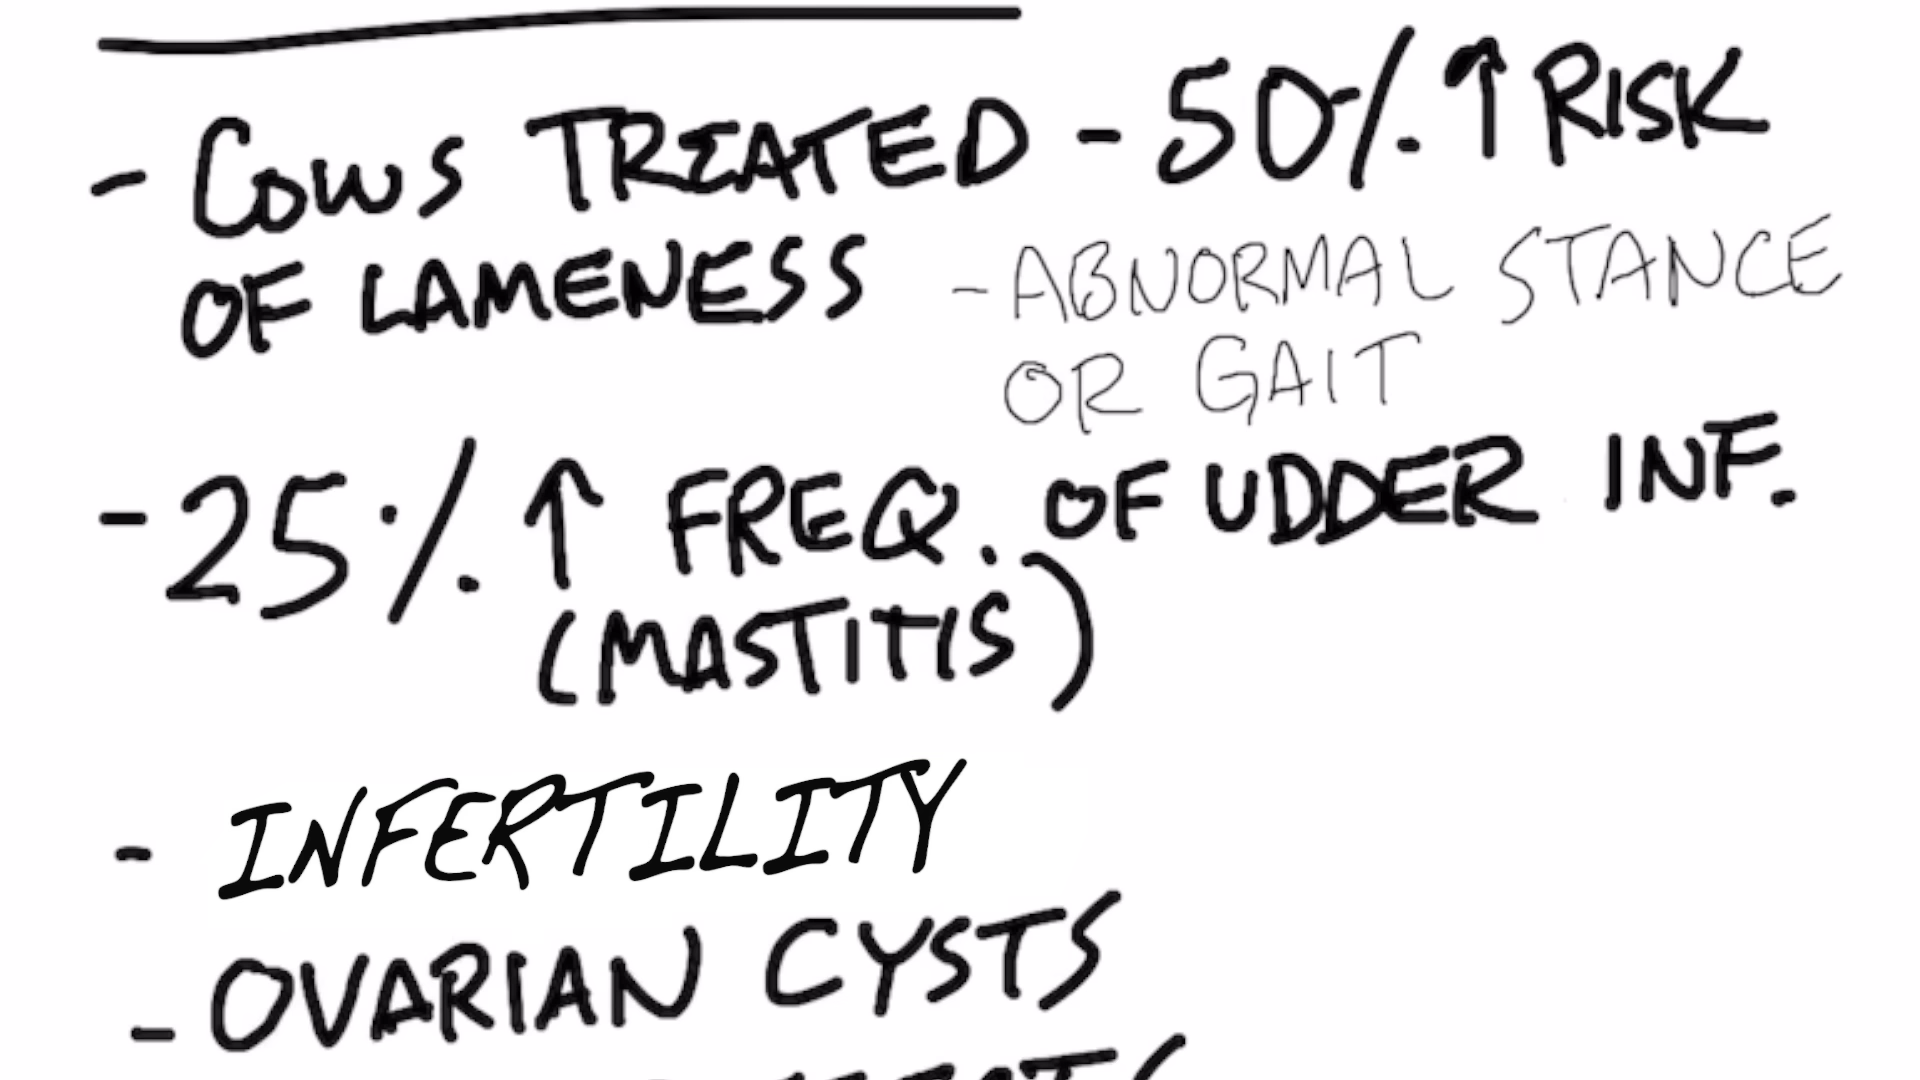 - COWS TREATED - 50% ↑ RISK
OF LAMENESS - ABNORMAL STANCE
OR GAIT
- 25% ↑ FREQ. OF UDDER INF.
(MASTITIS)
- INFERTILITY
- OVARIAN CYSTS